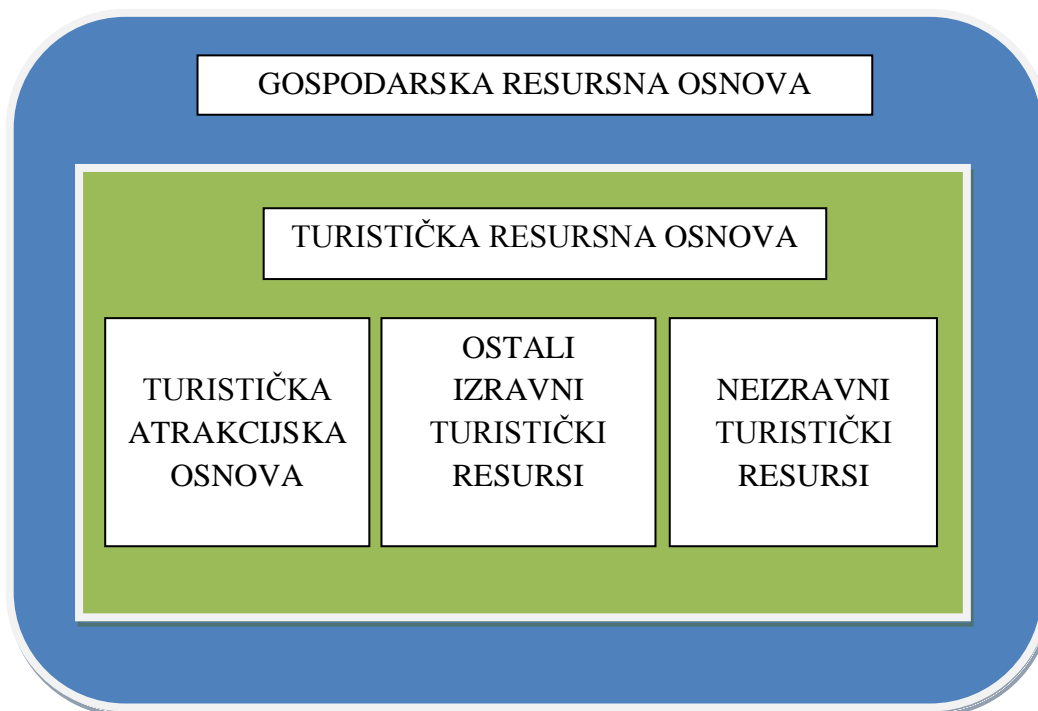 GOSPODARSKA RESURSNA OSNOVA
TURISTIČKA RESURSNA OSNOVA
TURISTIČKA
ATRAKCIJSKA
OSNOVA
OSTALI
IZRAVNI
TURISTIČKI
RESURSI
NEIZRAVNI
TURISTIČKI
RESURSI